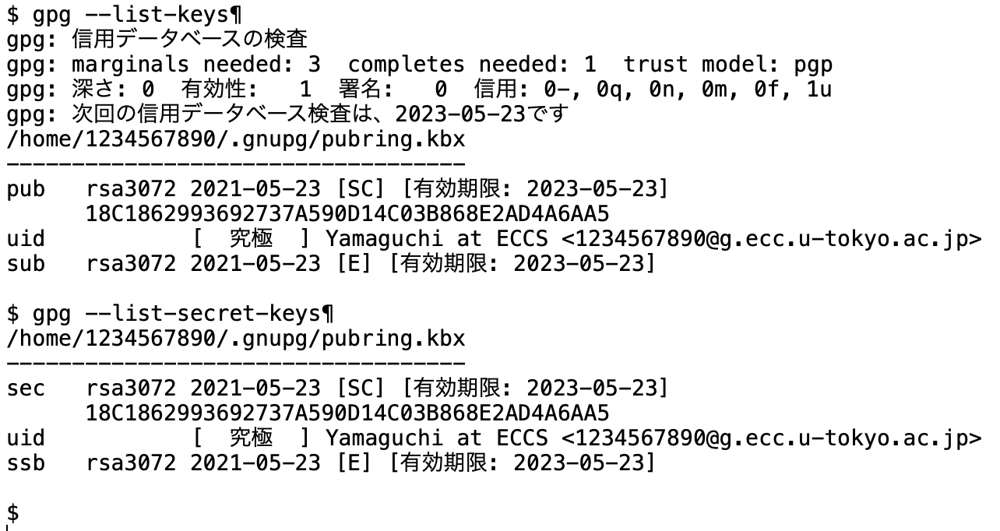 $ gpg --list-keys¶
gpg: 信用データベースの検査
gpg: marginals needed: 3  completes needed: 1  trust model: pgp
gpg: 深さ: 0  有効性:   1  署名:   0  信用: 0-, 0q, 0n, 0m, 0f, 1u
gpg: 次回の信用データベース検査は、2023-05-23です
/home/1234567890/.gnupg/pubring.kbx
-----------------------------------
pub   rsa3072 2021-05-23 [SC] [有効期限: 2023-05-23]
      18C1862993692737A590D14C03B868E2AD4A6AA5
uid           [  究極  ] Yamaguchi at ECCS <1234567890@g.ecc.u-tokyo.ac.jp>
sub   rsa3072 2021-05-23 [E] [有効期限: 2023-05-23]

$ gpg --list-secret-keys¶
/home/1234567890/.gnupg/pubring.kbx
-----------------------------------
sec   rsa3072 2021-05-23 [SC] [有効期限: 2023-05-23]
      18C1862993692737A590D14C03B868E2AD4A6AA5
uid           [  究極  ] Yamaguchi at ECCS <1234567890@g.ecc.u-tokyo.ac.jp>
ssb   rsa3072 2021-05-23 [E] [有効期限: 2023-05-23]

$